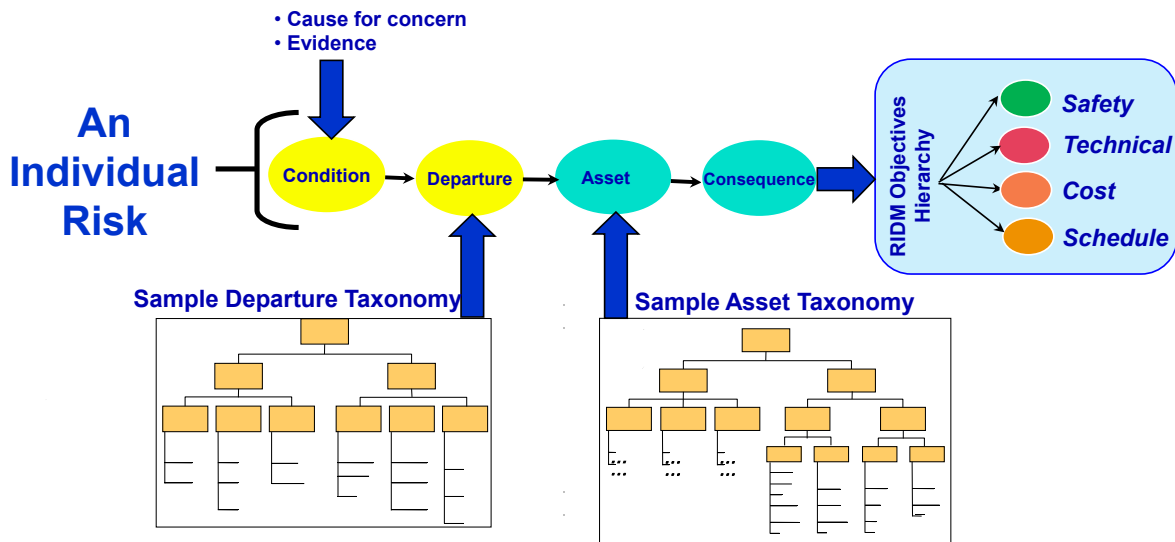 • Cause for concern
• Evidence
An
Individual
Risk
Condition
Departure
Asset
Consequence
RIDM Objectives
Hierarchy
Safety
Technical
Cost
Schedule
Sample Departure Taxonomy
Sample Asset Taxonomy
... ... ...
... ... ...